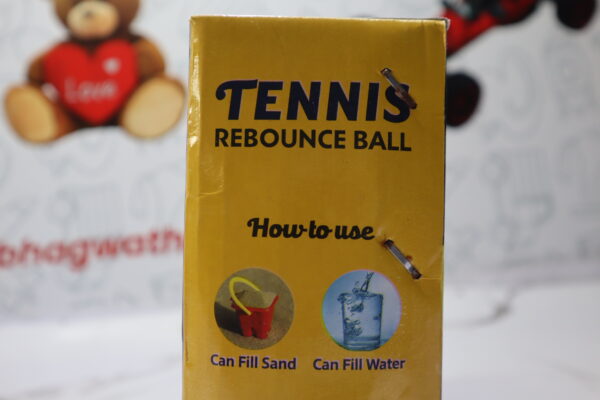 Love
TENNIS
REBOUNCE BALL
How to use
bhagwath
Can Fill Sand Can Fill Water